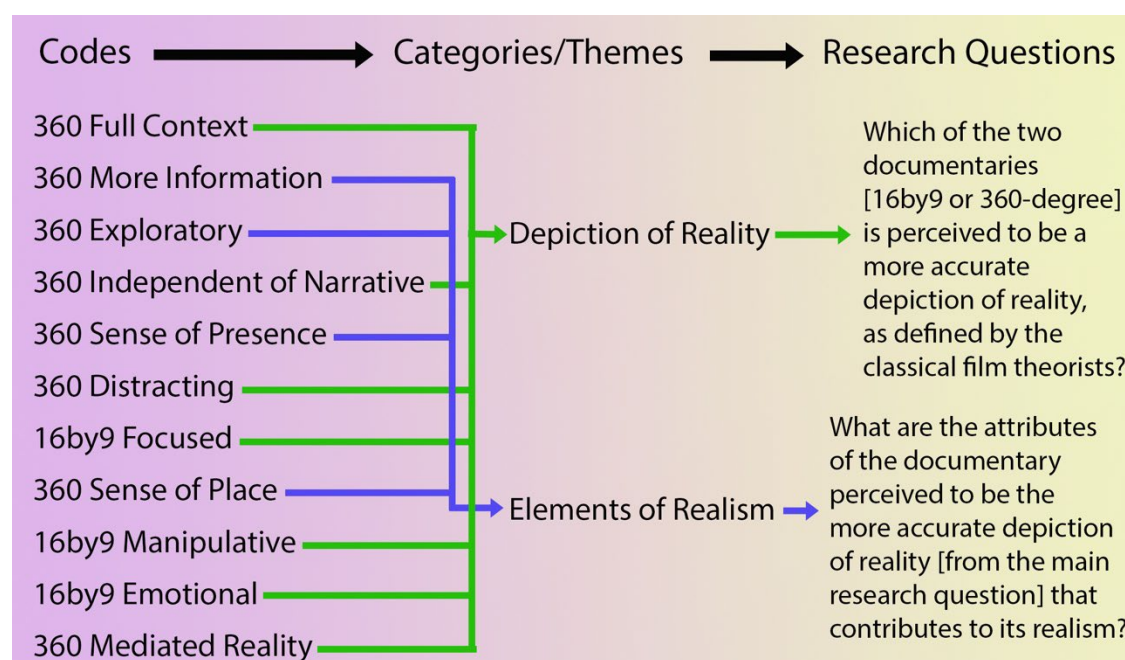 Codes
Categories/Themes
Research Questions
360 Full Context
360 More Information
360 Exploratory
360 Independent of Narrative
360 Sense of Presence
360 Distracting
16by9 Focused
360 Sense of Place
16by9 Manipulative
16by9 Emotional
360 Mediated Reality
Depiction of Reality
Elements of Realism
Which of the two
documentaries
[16by9 or 360-degree]
is perceived to be a
more accurate
depiction of reality,
as defined by the
classical film theorists?
What are the attributes
of the documentary
perceived to be the
more accurate depiction
of reality [from the main
research question] that
contributes to its realism?